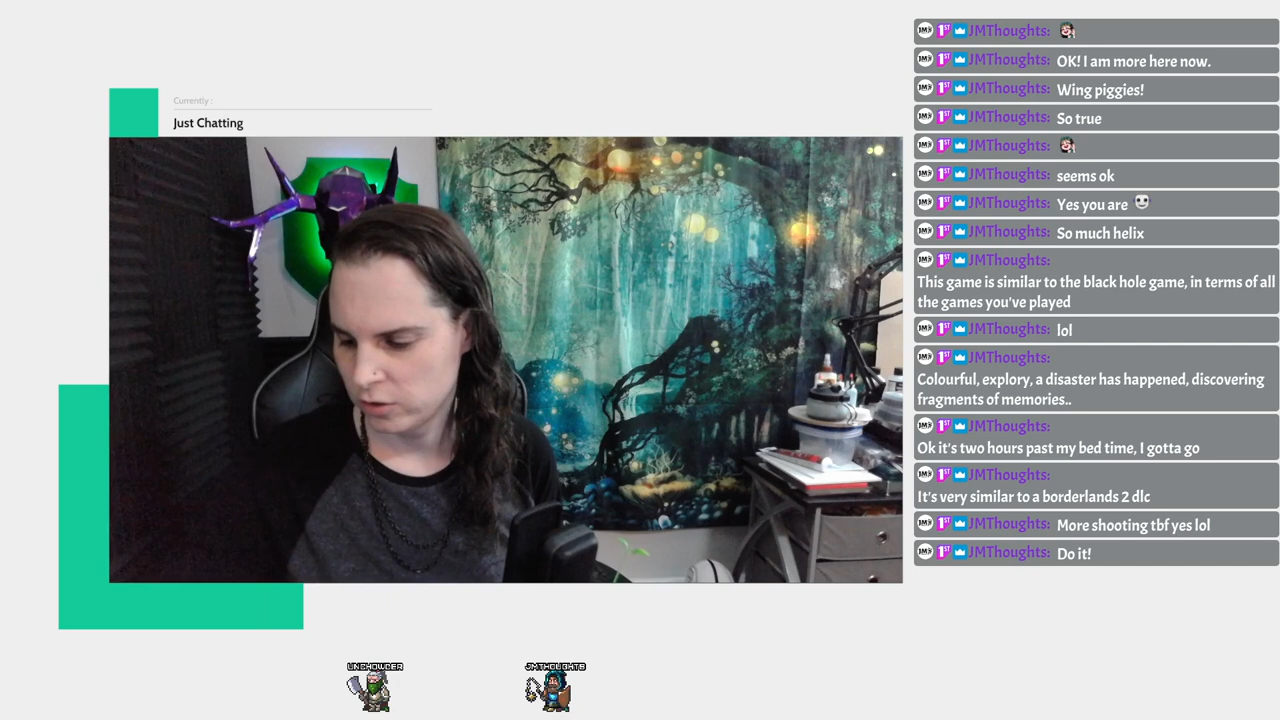 Currently :
Just Chatting
JMThoughts:
JMThoughts: OK! I am more here now.
JMThoughts: Wing piggies!
JMThoughts: So true
JMThoughts:
JMThoughts: seems ok
JMThoughts: Yes you are
JMThoughts: So much helix
JMThoughts:
This game is similar to the black hole game, in terms of all
the games you've played
JMThoughts: lol
JMThoughts:
Colourful, explory, a disaster has happened, discovering
fragments of memories..
JMThoughts:
Ok it's two hours past my bed time, I gotta go
JMThoughts:
It's very similar to a borderlands 2 dlc
JMThoughts: More shooting tbf yes lol
JMThoughts: Do it!
JMTHOUGHTS